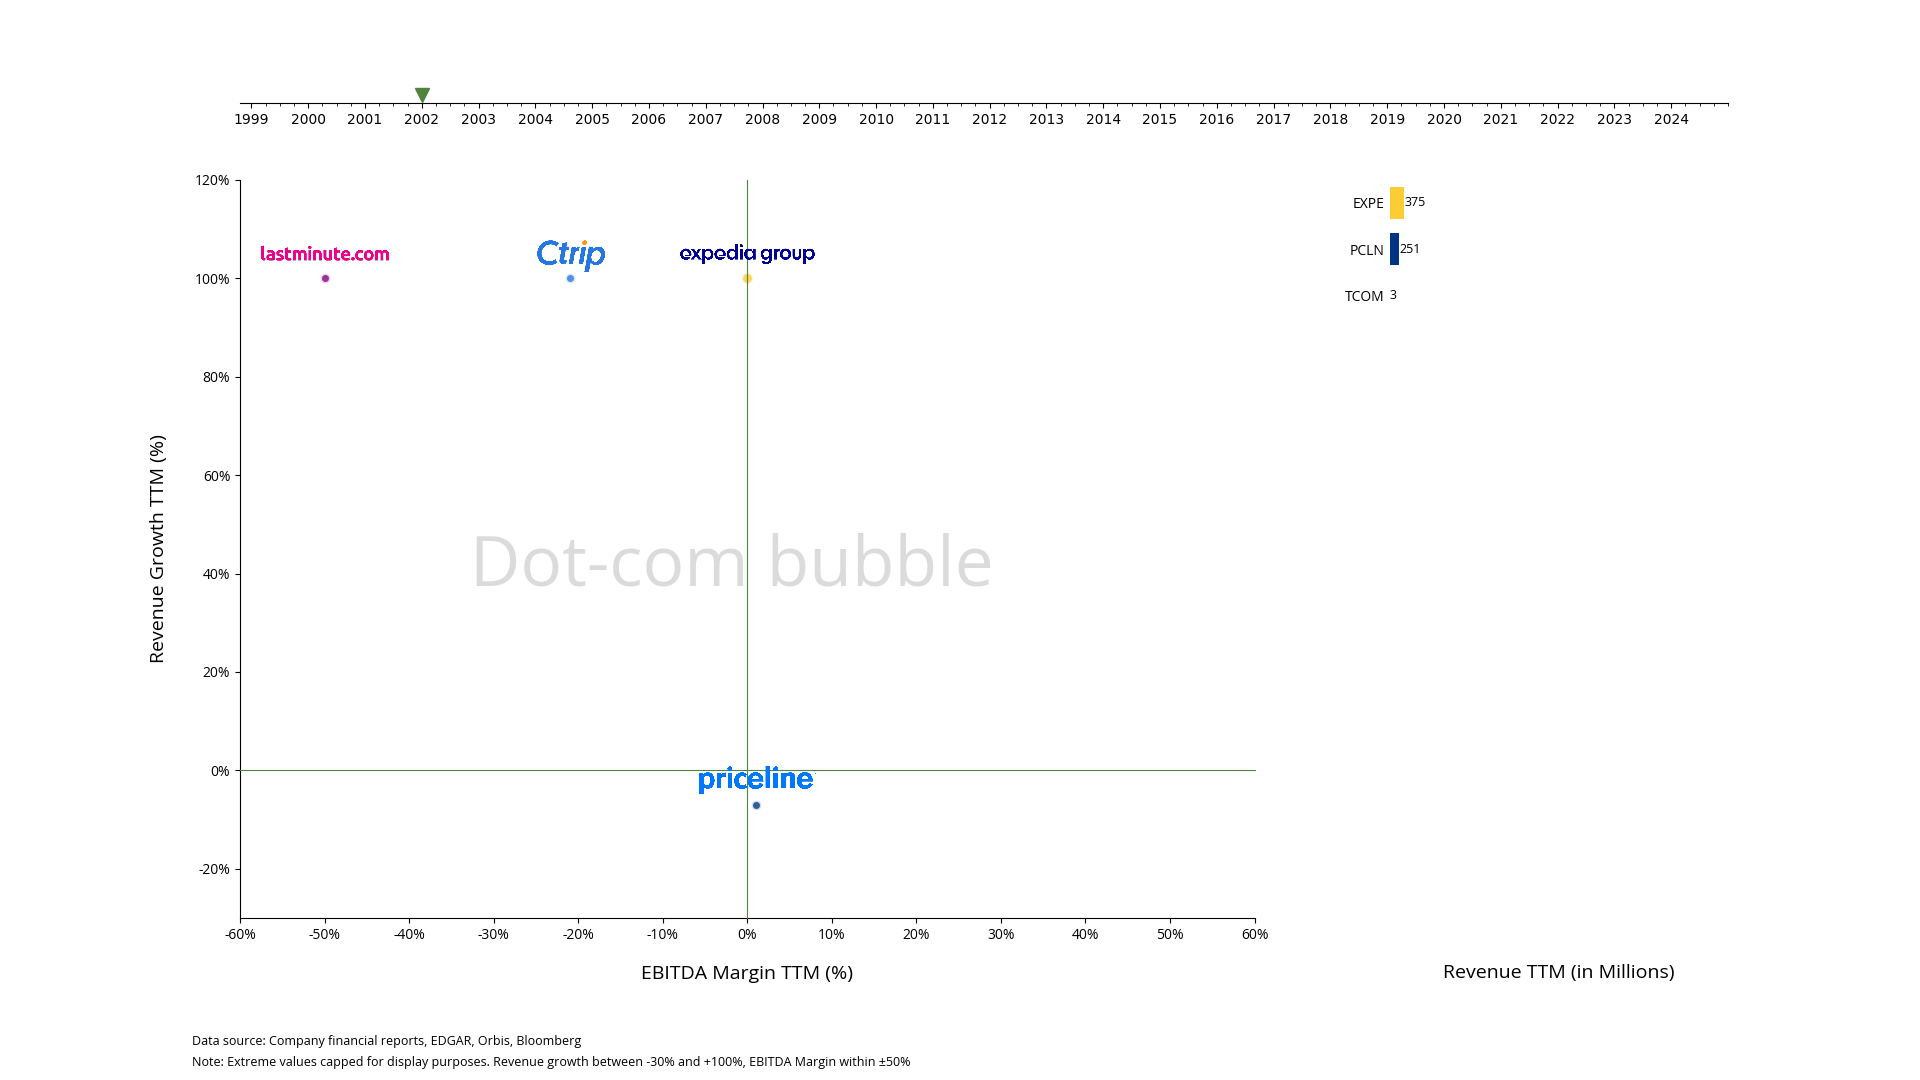 1999 2000 2001 2002 2003 2004 2005 2006 2007 2008 2009 2010 2011 2012 2013 2014 2015 2016 2017 2018 2019 2020 2021 2022 2023 2024
120%
100%
80%
60%
40%
20%
0%
-20%
Revenue Growth TTM (%)
lastminute.com
Ctrip
expedia group
Dot-com bubble
priceline
-60% -50% -40% -30% -20% -10% 0% 10% 20% 30% 40% 50% 60%
EBITDA Margin TTM (%)
EXPE 375
PCLN 251
TCOM 3
Revenue TTM (in Millions)
Data source: Company financial reports, EDGAR, Orbis, Bloomberg
Note: Extreme values capped for display purposes. Revenue growth between -30% and +100%, EBITDA Margin within ±50%